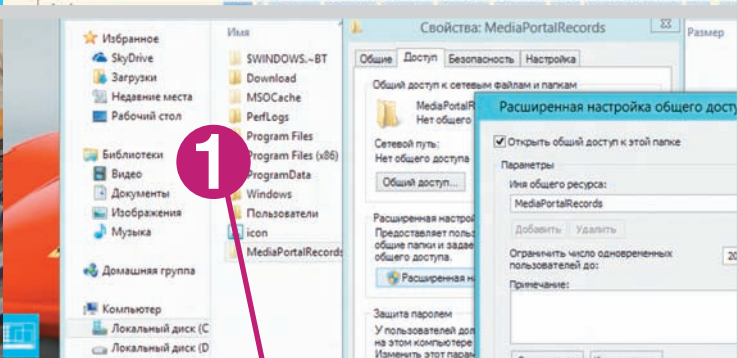 Избранное
SkyDrive
Загрузки
Недавние места
Рабочий стол
Библиотеки
Видео
Документы
Изображения
Музыка
Домашняя группа
Компьютер
Локальный диск (C
Локальный диск (D
1
Имя
$WINDOWS.~BT
Download
MSOCache
PerfLogs
Program Files
Program Files (x86)
ProgramData
Windows
Пользователи
icon
MediaPortalRecords
Свойства: MediaPortalRecords
Общие Доступ Безопасность Настройка
Общий доступ к сетевым файлам и папкам
MediaPortalR
Нет общего
Сетевой путь:
Нет общего доступа
Общий доступ...
Расширенная настрой
Предоставляет польз
общие папки и задае
общего доступа.
Расширенная н
Защита паролем
У пользователей дол
на этом компьютере
Изменить этот парам
Размер
Расширенная настройка общего досту
Открыть общий доступ к этой папке
Параметры
Имя общего ресурса:
MediaPortalRecords
Добавить Удалить
Ограничить число одновременных
пользователей до:
20
Примечание: